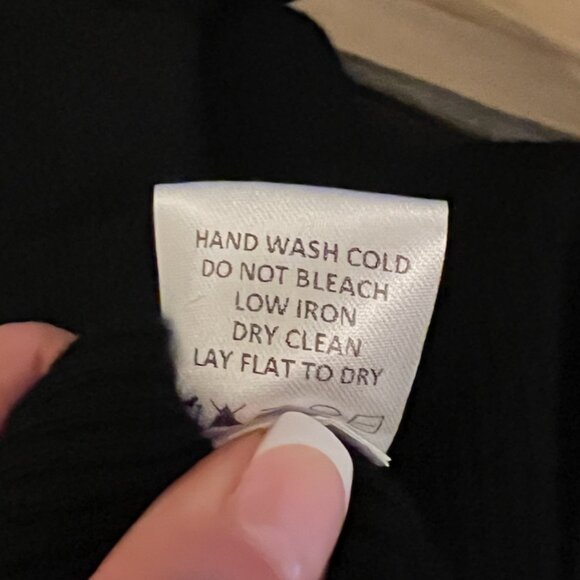 HAND WASH COLD
DO NOT BLEACH
LOW IRON
DRY CLEAN
LAY FLAT TO DRY